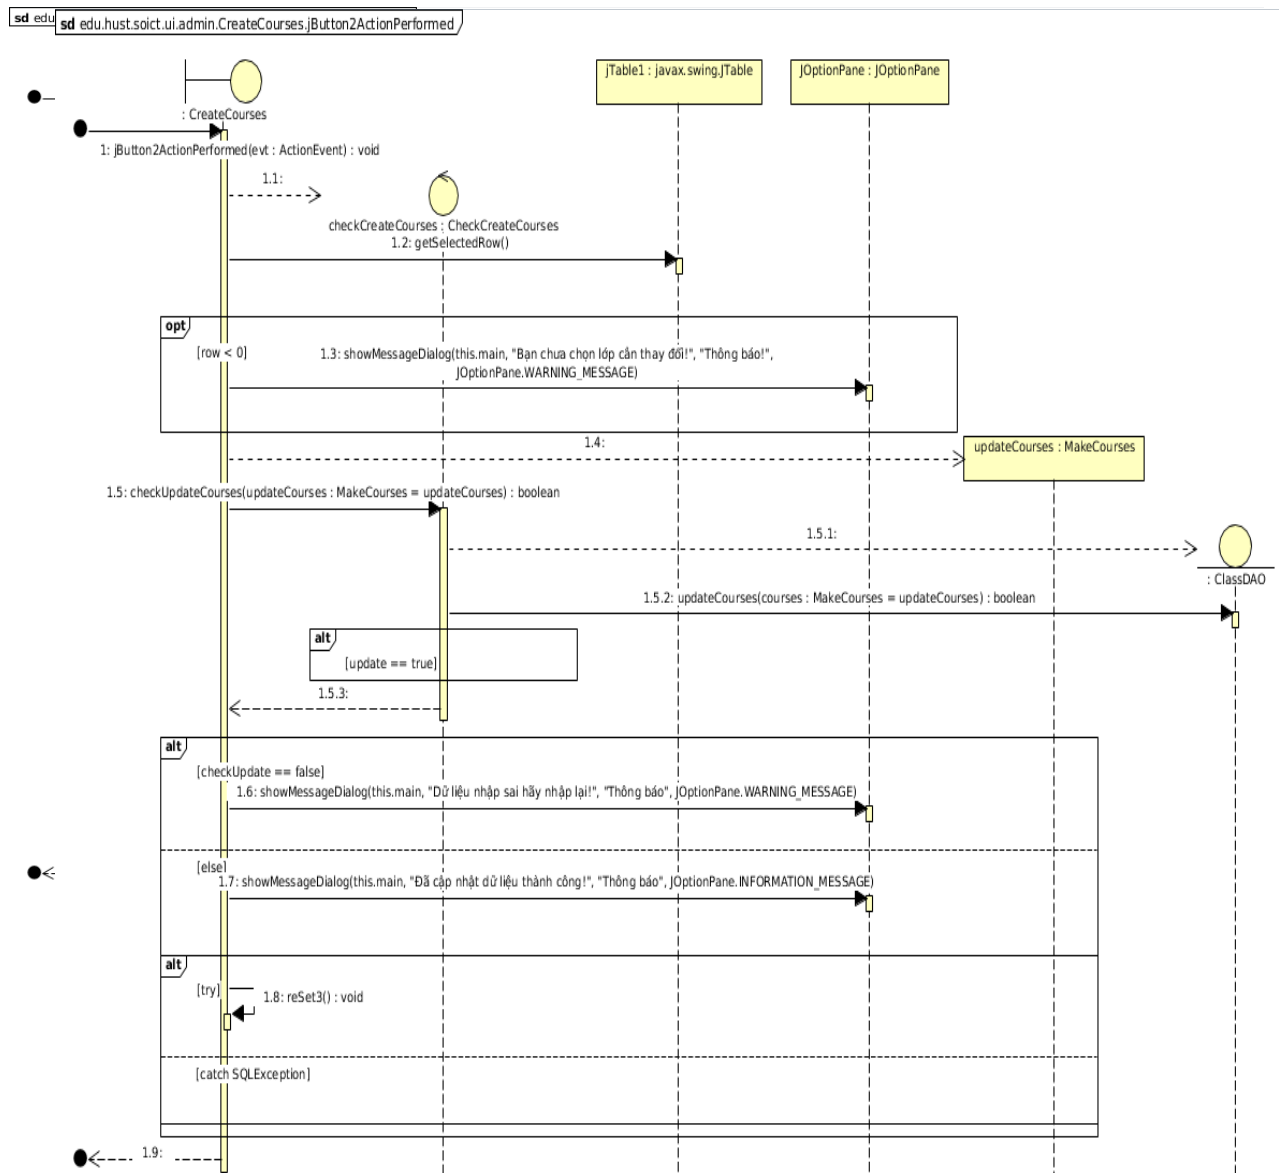 sd edu
sd edu.hust.soict.ui.admin.CreateCourses.jButton2ActionPerformed
jTable1 : javax.swing.JTable
JOptionPane : JOptionPane
: CreateCourses
1: jButton2ActionPerformed(evt : ActionEvent) : void
1.1:
checkCreateCourses : CheckCreateCourses
1.2: getSelectedRow()
opt
[row < 0]
1.3: showMessageDialog(this.main, "Bạn chưa chọn lớp cần thay đổi!", "Thông báo!",
JOptionPane.WARNING_MESSAGE)
1.4:
updateCourses : MakeCourses
1.5: checkUpdateCourses(updateCourses : MakeCourses = updateCourses) : boolean
1.5.1:
: ClassDAO
1.5.2: updateCourses(courses : MakeCourses = updateCourses) : boolean
alt
[update == true]
1.5.3:
alt
[checkUpdate == false]
1.6: showMessageDialog(this.main, "Dữ liệu nhập sai hãy nhập lại!", "Thông báo", JOptionPane.WARNING_MESSAGE)
[else]
1.7: showMessageDialog(this.main, "Đã cập nhật dữ liệu thành công!", "Thông báo", JOptionPane.INFORMATION_MESSAGE)
alt
[try]
1.8: reSet3() : void
[catch SQLException]
1.9: